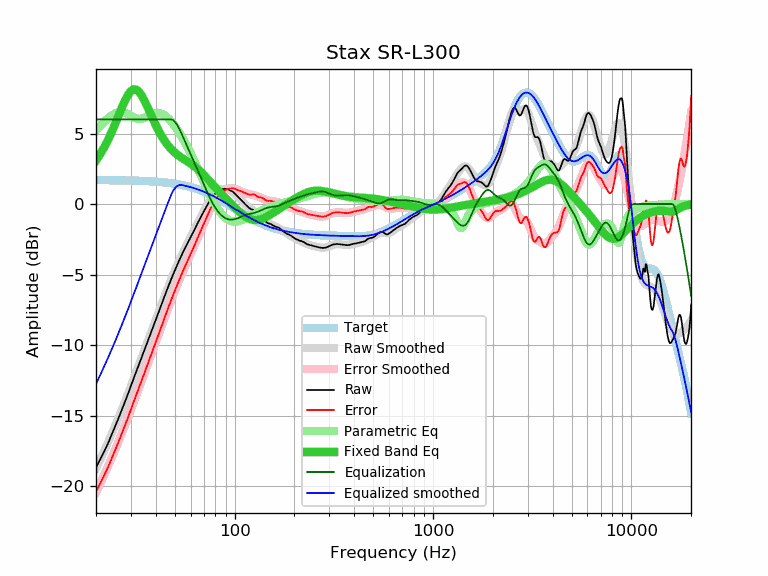 Stax SR-L300
Amplitude (dBr)
5
0
−5
−10
−15
−20
100
1000
10000
Frequency (Hz)
Target
Raw Smoothed
Error Smoothed
Raw
Error
Parametric Eq
Fixed Band Eq
Equalization
Equalized smoothed